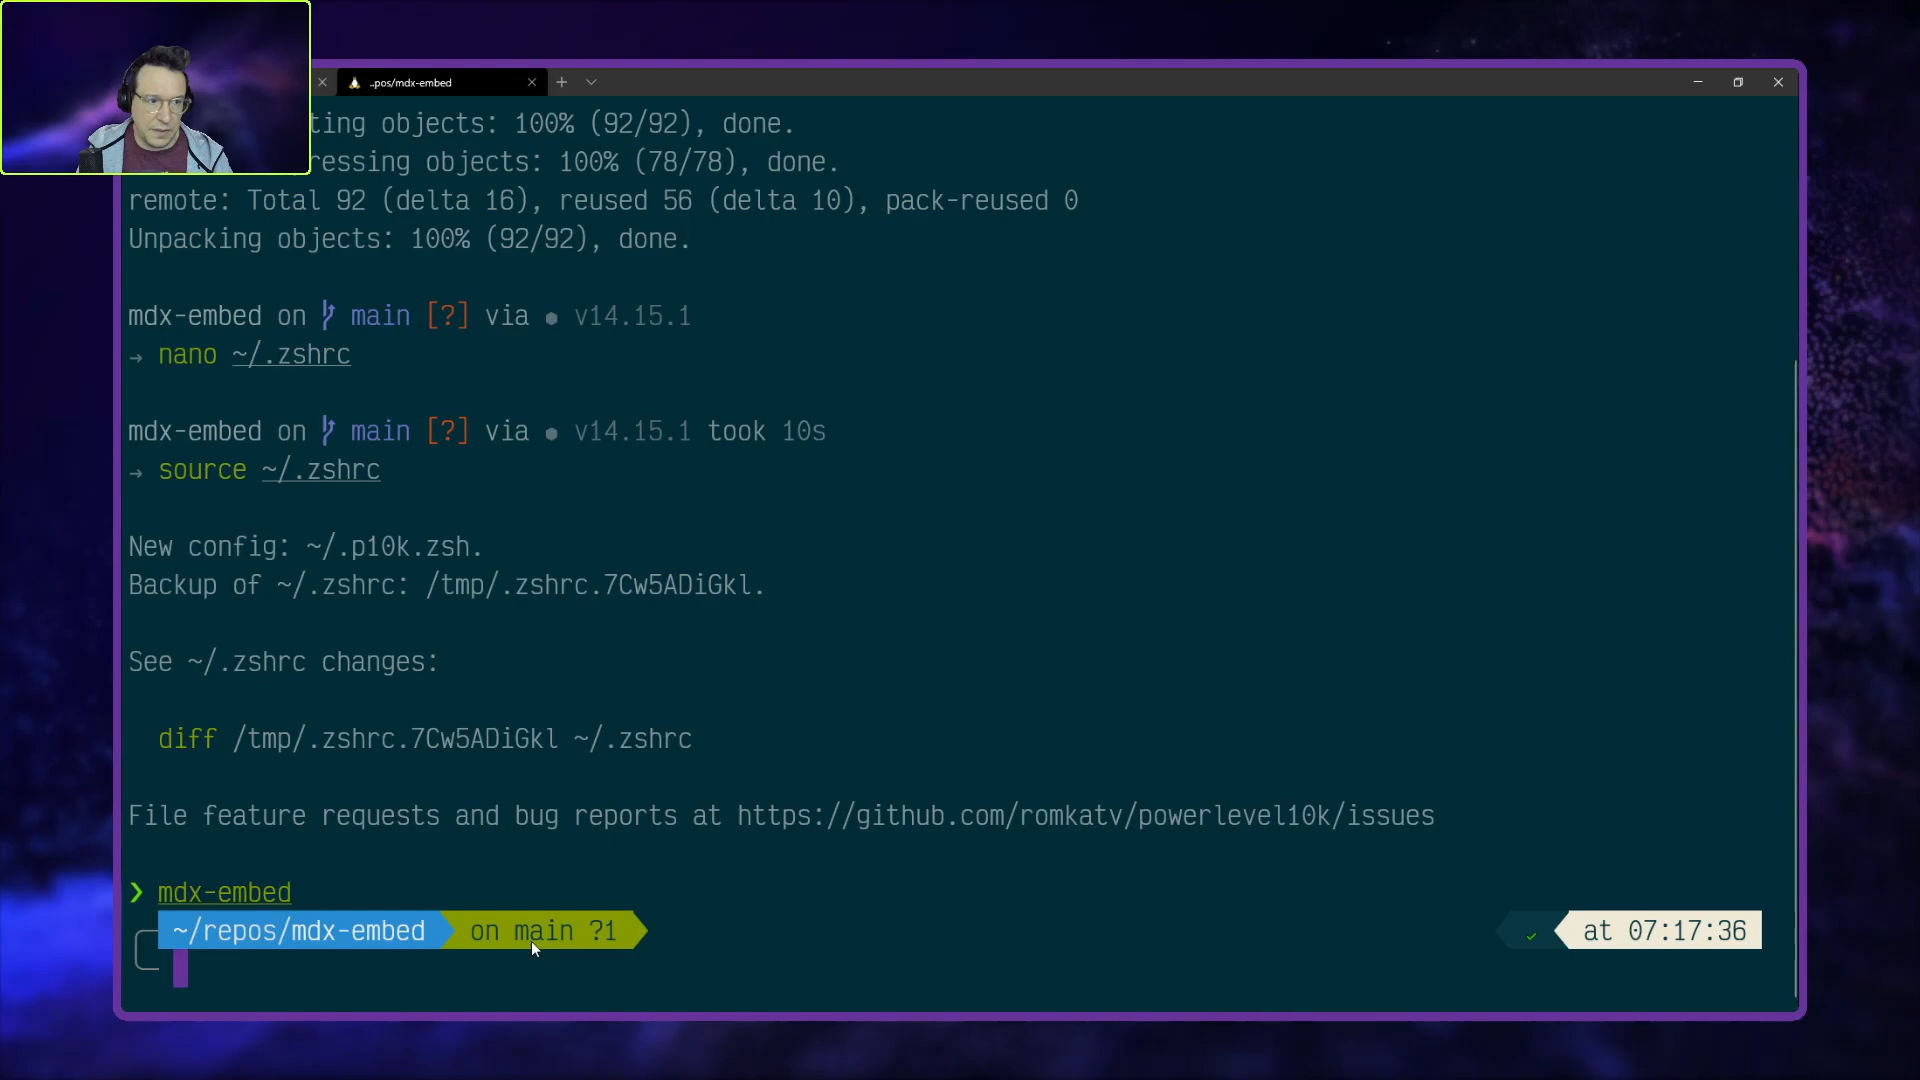 ..pos/mdx-embed
ting objects: 100% (92/92), done.
ressing objects: 100% (78/78), done.
remote: Total 92 (delta 16), reused 56 (delta 10), pack-reused 0
Unpacking objects: 100% (92/92), done.
mdx-embed on main [?] via ● v14.15.1
→ nano ~/.zshrc
mdx-embed on main [?] via ● v14.15.1 took 10s
→ source ~/.zshrc
New config: ~/.p10k.zsh.
Backup of ~/.zshrc: /tmp/.zshrc.7Cw5ADiGkl.
See ~/.zshrc changes:
diff /tmp/.zshrc.7Cw5ADiGkl ~/.zshrc
File feature requests and bug reports at https://github.com/romkatv/powerlevel10k/issues
❯ mdx-embed
~/repos/mdx-embed on main ?1 ✓ at 07:17:36